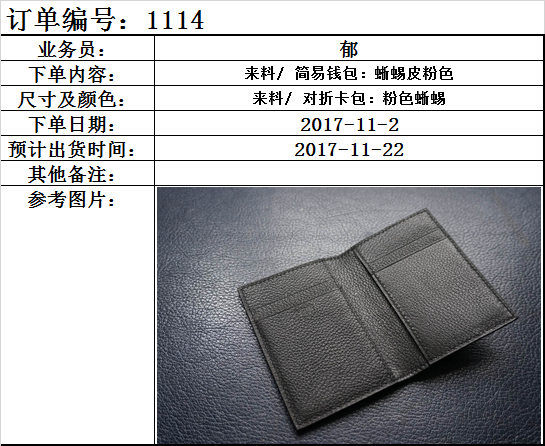 订单编号：1114
业务员： 郁
下单内容： 来料/ 简易钱包：蜥蜴皮粉色
尺寸及颜色： 来料/ 对折卡包：粉色蜥蜴
下单日期： 2017-11-2
预计出货时间： 2017-11-22
其他备注：
参考图片：